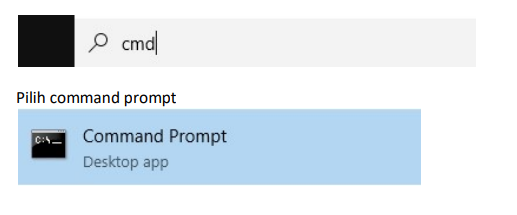 cmd
Pilih command prompt
C:\_
Command Prompt
Desktop app